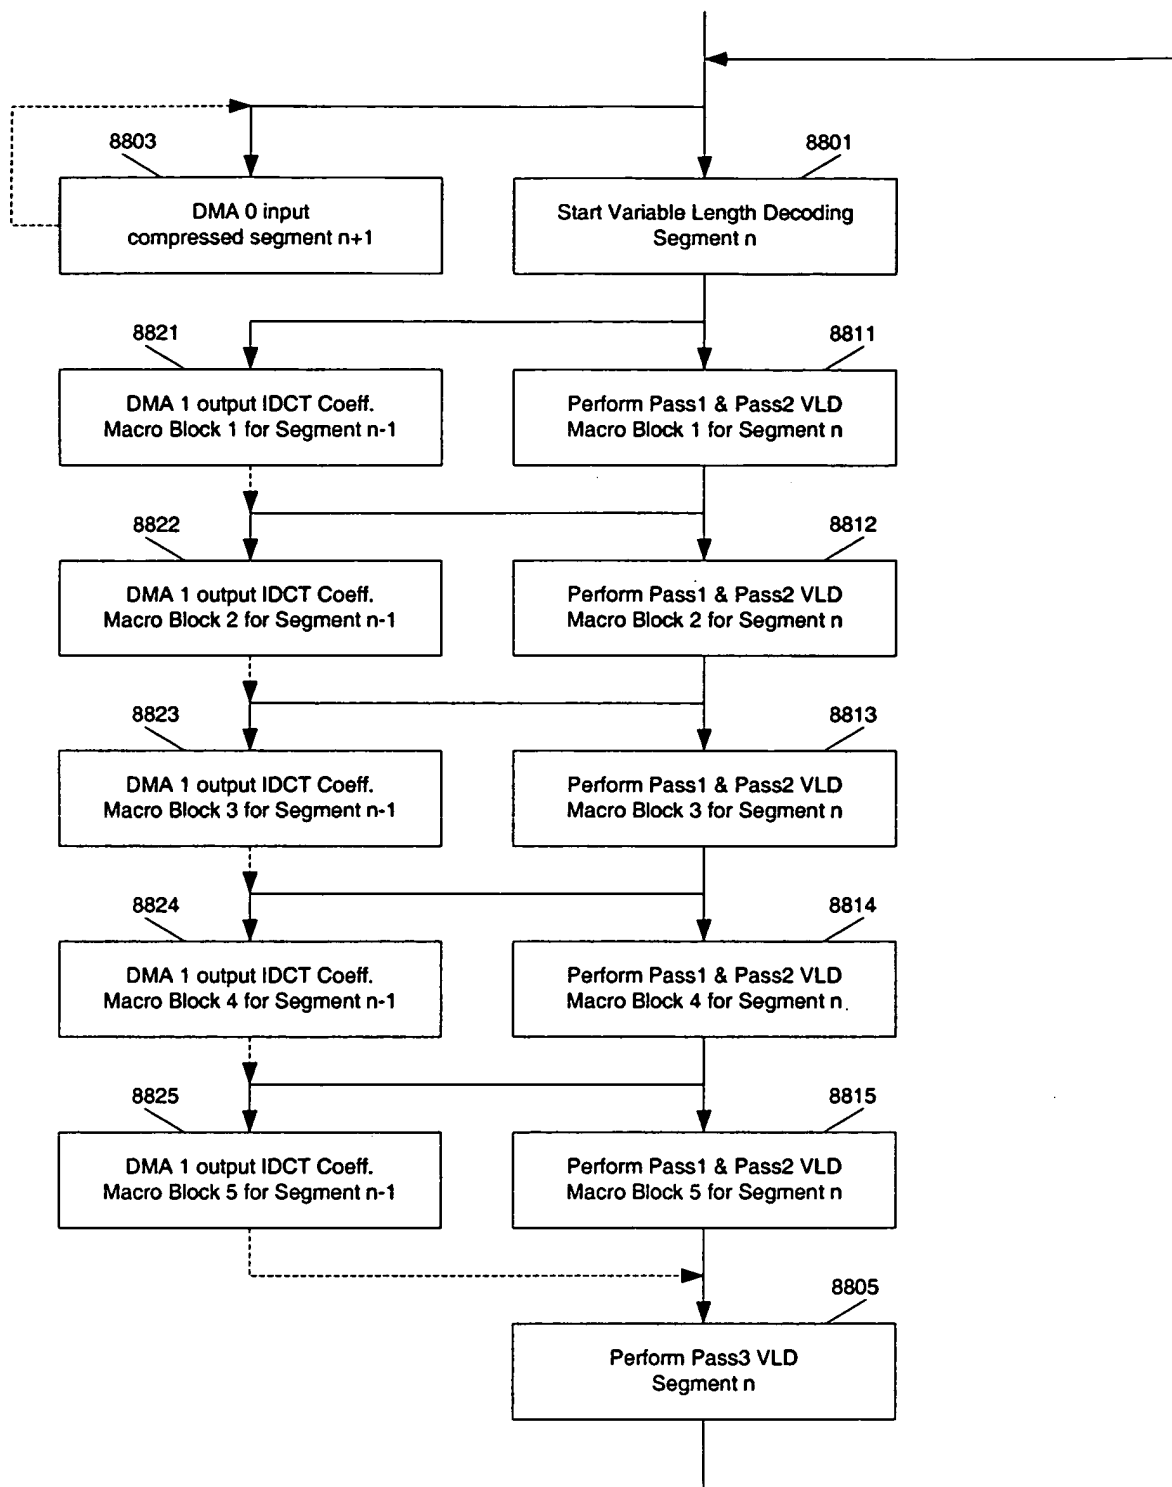 8803
8801
DMA 0 input
compressed segment n+1
Start Variable Length Decoding
Segment n
8821
8811
DMA 1 output IDCT Coeff.
Macro Block 1 for Segment n-1
Perform Pass1 & Pass2 VLD
Macro Block 1 for Segment n
8822
8812
DMA 1 output IDCT Coeff.
Macro Block 2 for Segment n-1
Perform Pass1 & Pass2 VLD
Macro Block 2 for Segment n
8823
8813
DMA 1 output IDCT Coeff.
Macro Block 3 for Segment n-1
Perform Pass1 & Pass2 VLD
Macro Block 3 for Segment n
8824
8814
DMA 1 output IDCT Coeff.
Macro Block 4 for Segment n-1
Perform Pass1 & Pass2 VLD
Macro Block 4 for Segment n
8825
8815
DMA 1 output IDCT Coeff.
Macro Block 5 for Segment n-1
Perform Pass1 & Pass2 VLD
Macro Block 5 for Segment n
8805
Perform Pass3 VLD
Segment n